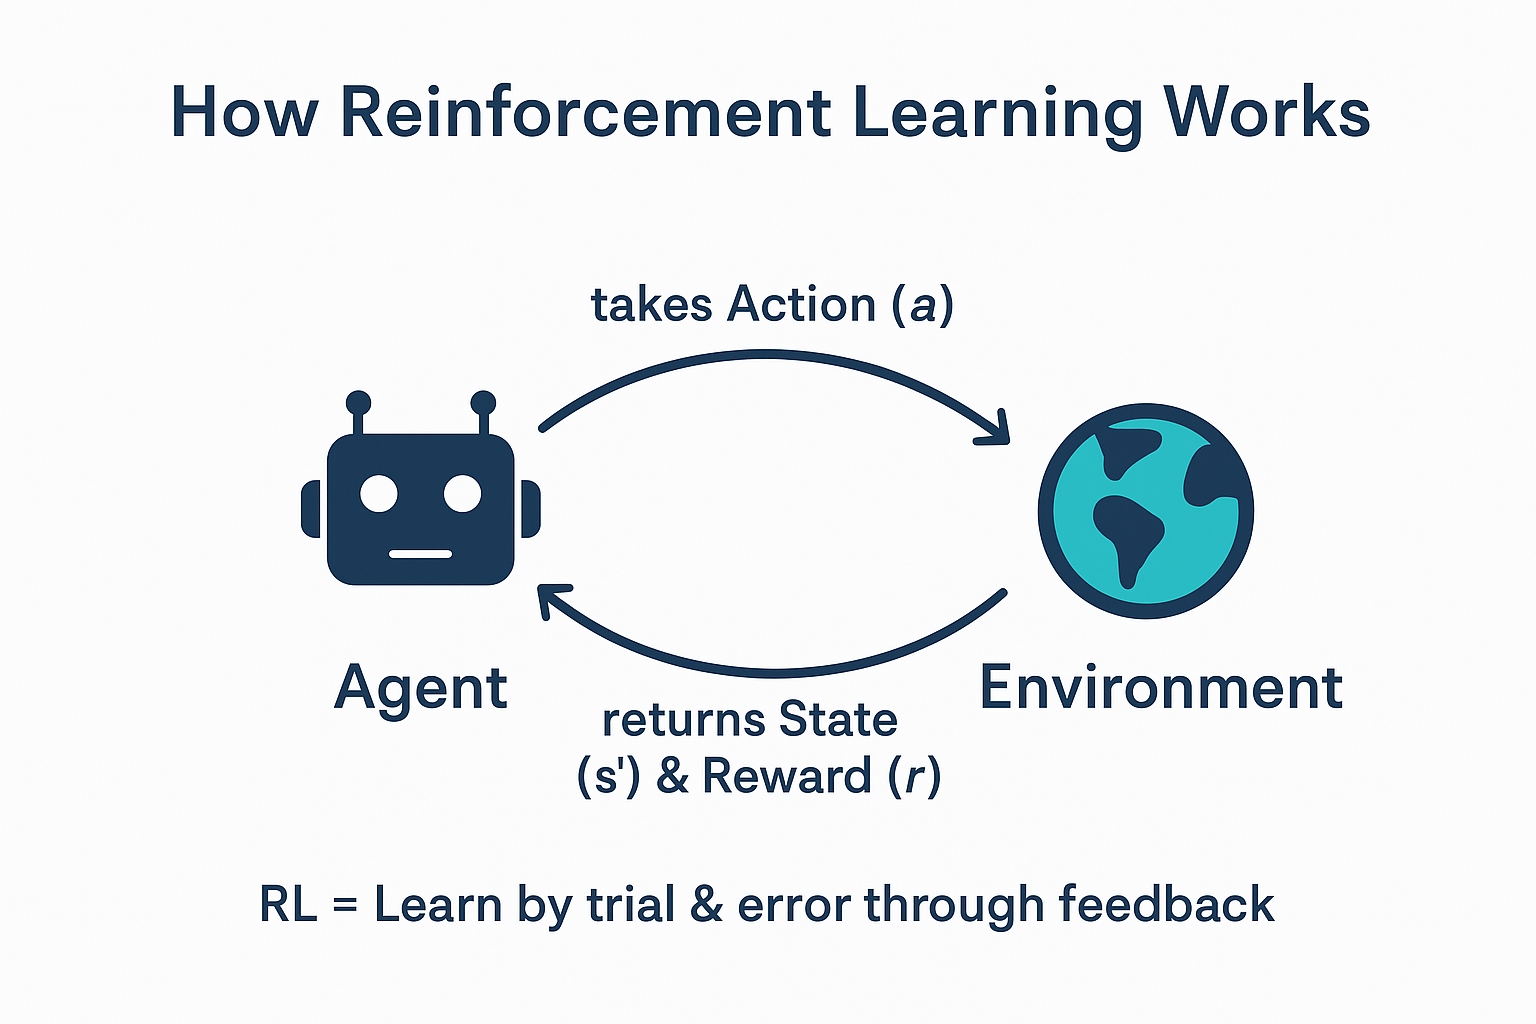 How Reinforcement Learning Works
takes Action (a)
Agent
Environment
returns State
(s') & Reward (r)
RL = Learn by trial & error through feedback